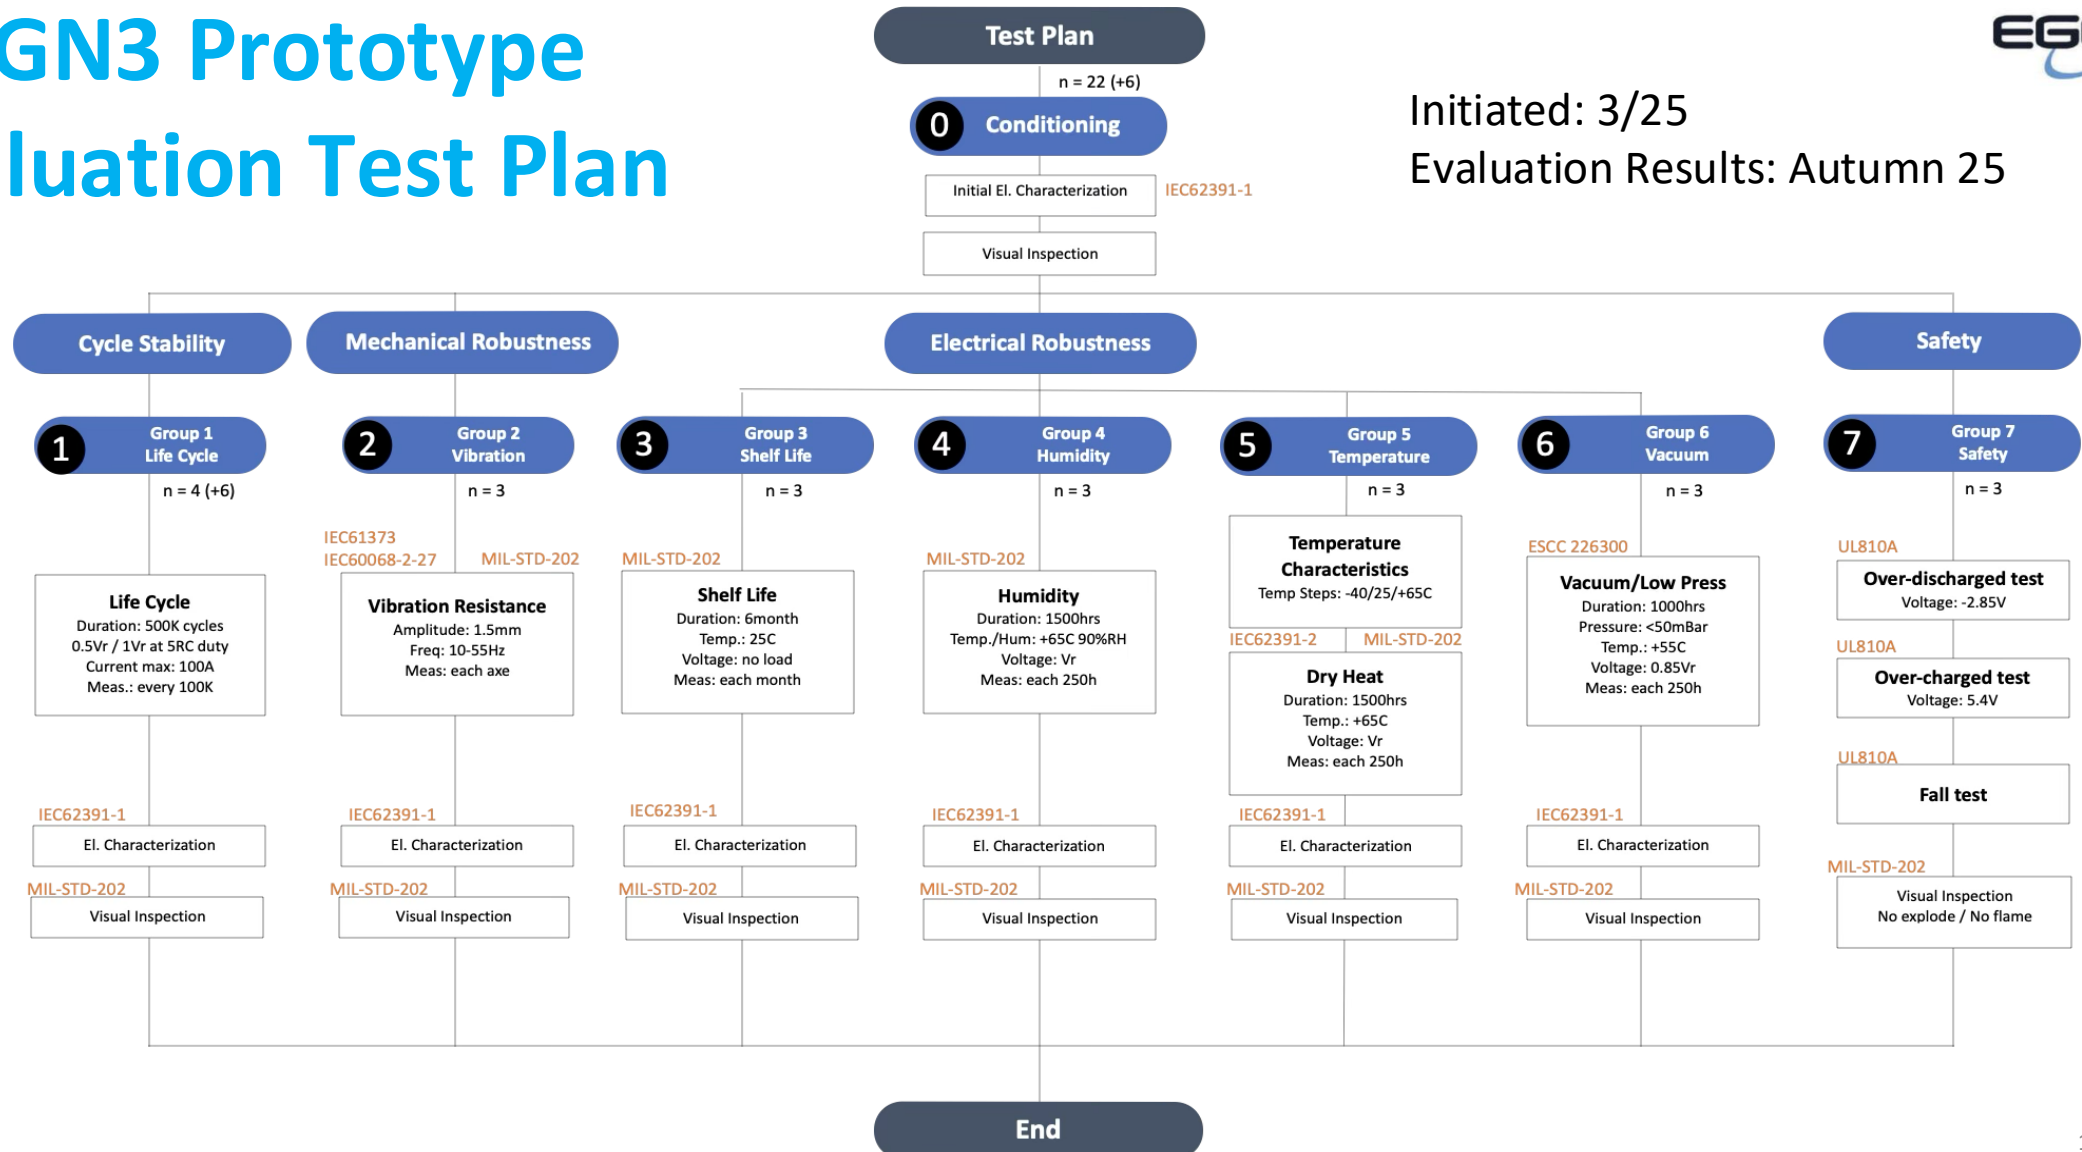 GN3 Prototype
luation Test Plan
Test Plan
n = 22 (+6)
0 Conditioning
Initial El. Characterization
IEC62391-1
Visual Inspection
Initiated: 3/25
Evaluation Results: Autumn 25
Cycle Stability
Mechanical Robustness
Electrical Robustness
Safety
1
Group 1
Life Cycle
n = 4 (+6)
Life Cycle
Duration: 500K cycles
0.5Vr / 1Vr at 5RC duty
Current max: 100A
Meas.: every 100K
IEC62391-1
El. Characterization
MIL-STD-202
Visual Inspection
2
Group 2
Vibration
n = 3
IEC61373
IEC60068-2-27
MIL-STD-202
Vibration Resistance
Amplitude: 1.5mm
Freq: 10-55Hz
Meas: each axe
IEC62391-1
El. Characterization
MIL-STD-202
Visual Inspection
3
Group 3
Shelf Life
n = 3
MIL-STD-202
Shelf Life
Duration: 6month
Temp.: 25C
Voltage: no load
Meas: each month
IEC62391-1
El. Characterization
MIL-STD-202
Visual Inspection
4
Group 4
Humidity
n = 3
MIL-STD-202
Humidity
Duration: 1500hrs
Temp./Hum: +65C 90%RH
Voltage: Vr
Meas: each 250h
IEC62391-1
El. Characterization
MIL-STD-202
Visual Inspection
5
Group 5
Temperature
n = 3
Temperature
Characteristics
Temp Steps: -40/25/+65C
IEC62391-2
MIL-STD-202
Dry Heat
Duration: 1500hrs
Temp.: +65C
Voltage: Vr
Meas: each 250h
IEC62391-1
El. Characterization
MIL-STD-202
Visual Inspection
6
Group 6
Vacuum
n = 3
ESCC 226300
Vacuum/Low Press
Duration: 1000hrs
Pressure: <50mBar
Temp.: +55C
Voltage: 0.85Vr
Meas: each 250h
IEC62391-1
El. Characterization
MIL-STD-202
Visual Inspection
7
Group 7
Safety
n = 3
UL810A
Over-discharged test
Voltage: -2.85V
UL810A
Over-charged test
Voltage: 5.4V
UL810A
Fall test
MIL-STD-202
Visual Inspection
No explode / No flame
End